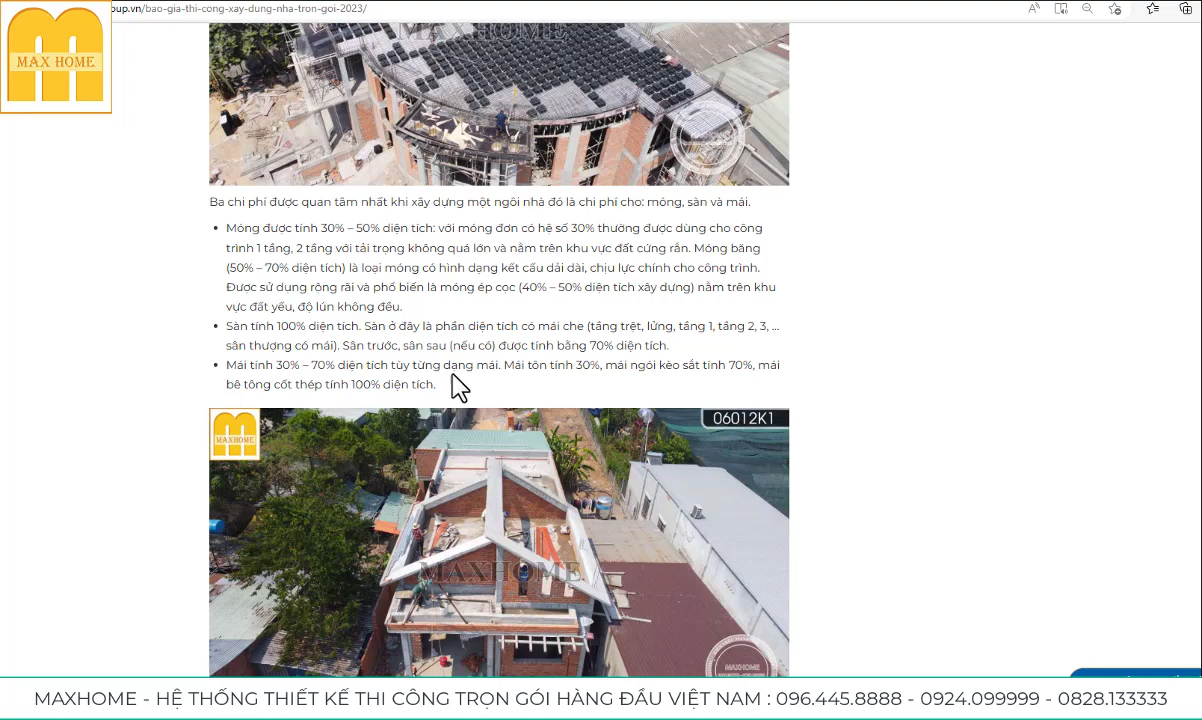 oup.vn/bao-gia-thi-cong-xay-dung-nha-tron-goi-2023/
MAX HOME
MAXHOME
Ba chi phí được quan tâm nhất khi xây dựng một ngôi nhà đó là chi phí cho: móng, sàn và mái.
• Móng được tính 30% – 50% diện tích: với móng đơn có hệ số 30% thường được dùng cho công
trình 1 tầng, 2 tầng với tải trọng không quá lớn và nằm trên khu vực đất cứng rắn. Móng băng
(50% – 70% diện tích) là loại móng có hình dạng kết cấu dải dài, chịu lực chính cho công trình.
Được sử dụng rộng rãi và phổ biến là móng ép cọc (40% – 50% diện tích xây dựng) nằm trên khu
vực đất yếu, độ lún không đều.
• Sàn tính 100% diện tích. Sàn ở đây là phần diện tích có mái che (tầng trệt, lửng, tầng 1, tầng 2, 3, ...
sân thượng có mái). Sân trước, sân sau (nếu có) được tính bằng 70% diện tích.
• Mái tính 30% – 70% diện tích tùy từng dạng mái. Mái tôn tính 30%, mái ngói kèo sắt tính 70%, mái
bê tông cốt thép tính 100% diện tích.
MAXHOME
06012K1
MAXHOME
MAXHOME
MAXHOME - HỆ THỐNG THIẾT KẾ THI CÔNG TRỌN GÓI HÀNG ĐẦU VIỆT NAM : 096.445.8888 - 0924.099999 - 0828.133333